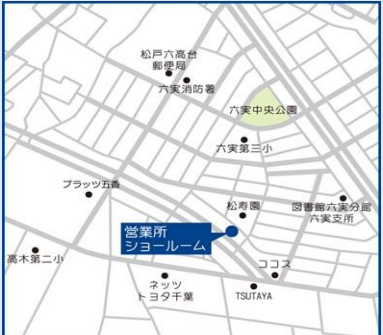 松戸六高台
郵便局
六実消防署
六実中央公園
六実第三小
プラッツ五香
松寿園
図書館六実分館
六実支所
営業所
ショールーム
高木第二小
ココス
ネッツ
トヨタ千葉
TSUTAYA